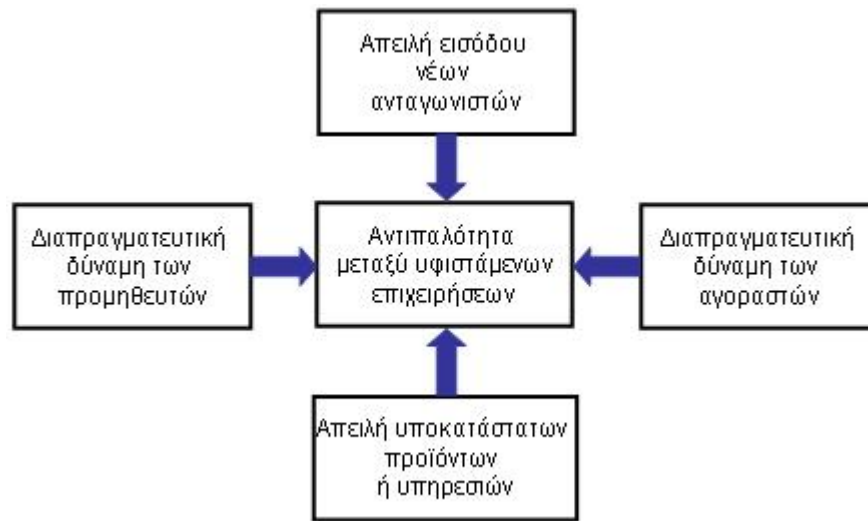 Απειλή εισόδου
νέων
ανταγωνιστών
Διαπραγματευτική
δύναμη των
προμηθευτών
Αντιπαλότητα
μεταξύ υφιστάμενων
επιχειρήσεων
Διαπραγματευτική
δύναμη των
αγοραστών
Απειλή υποκατάστατων
προϊόντων
ή υπηρεσιών